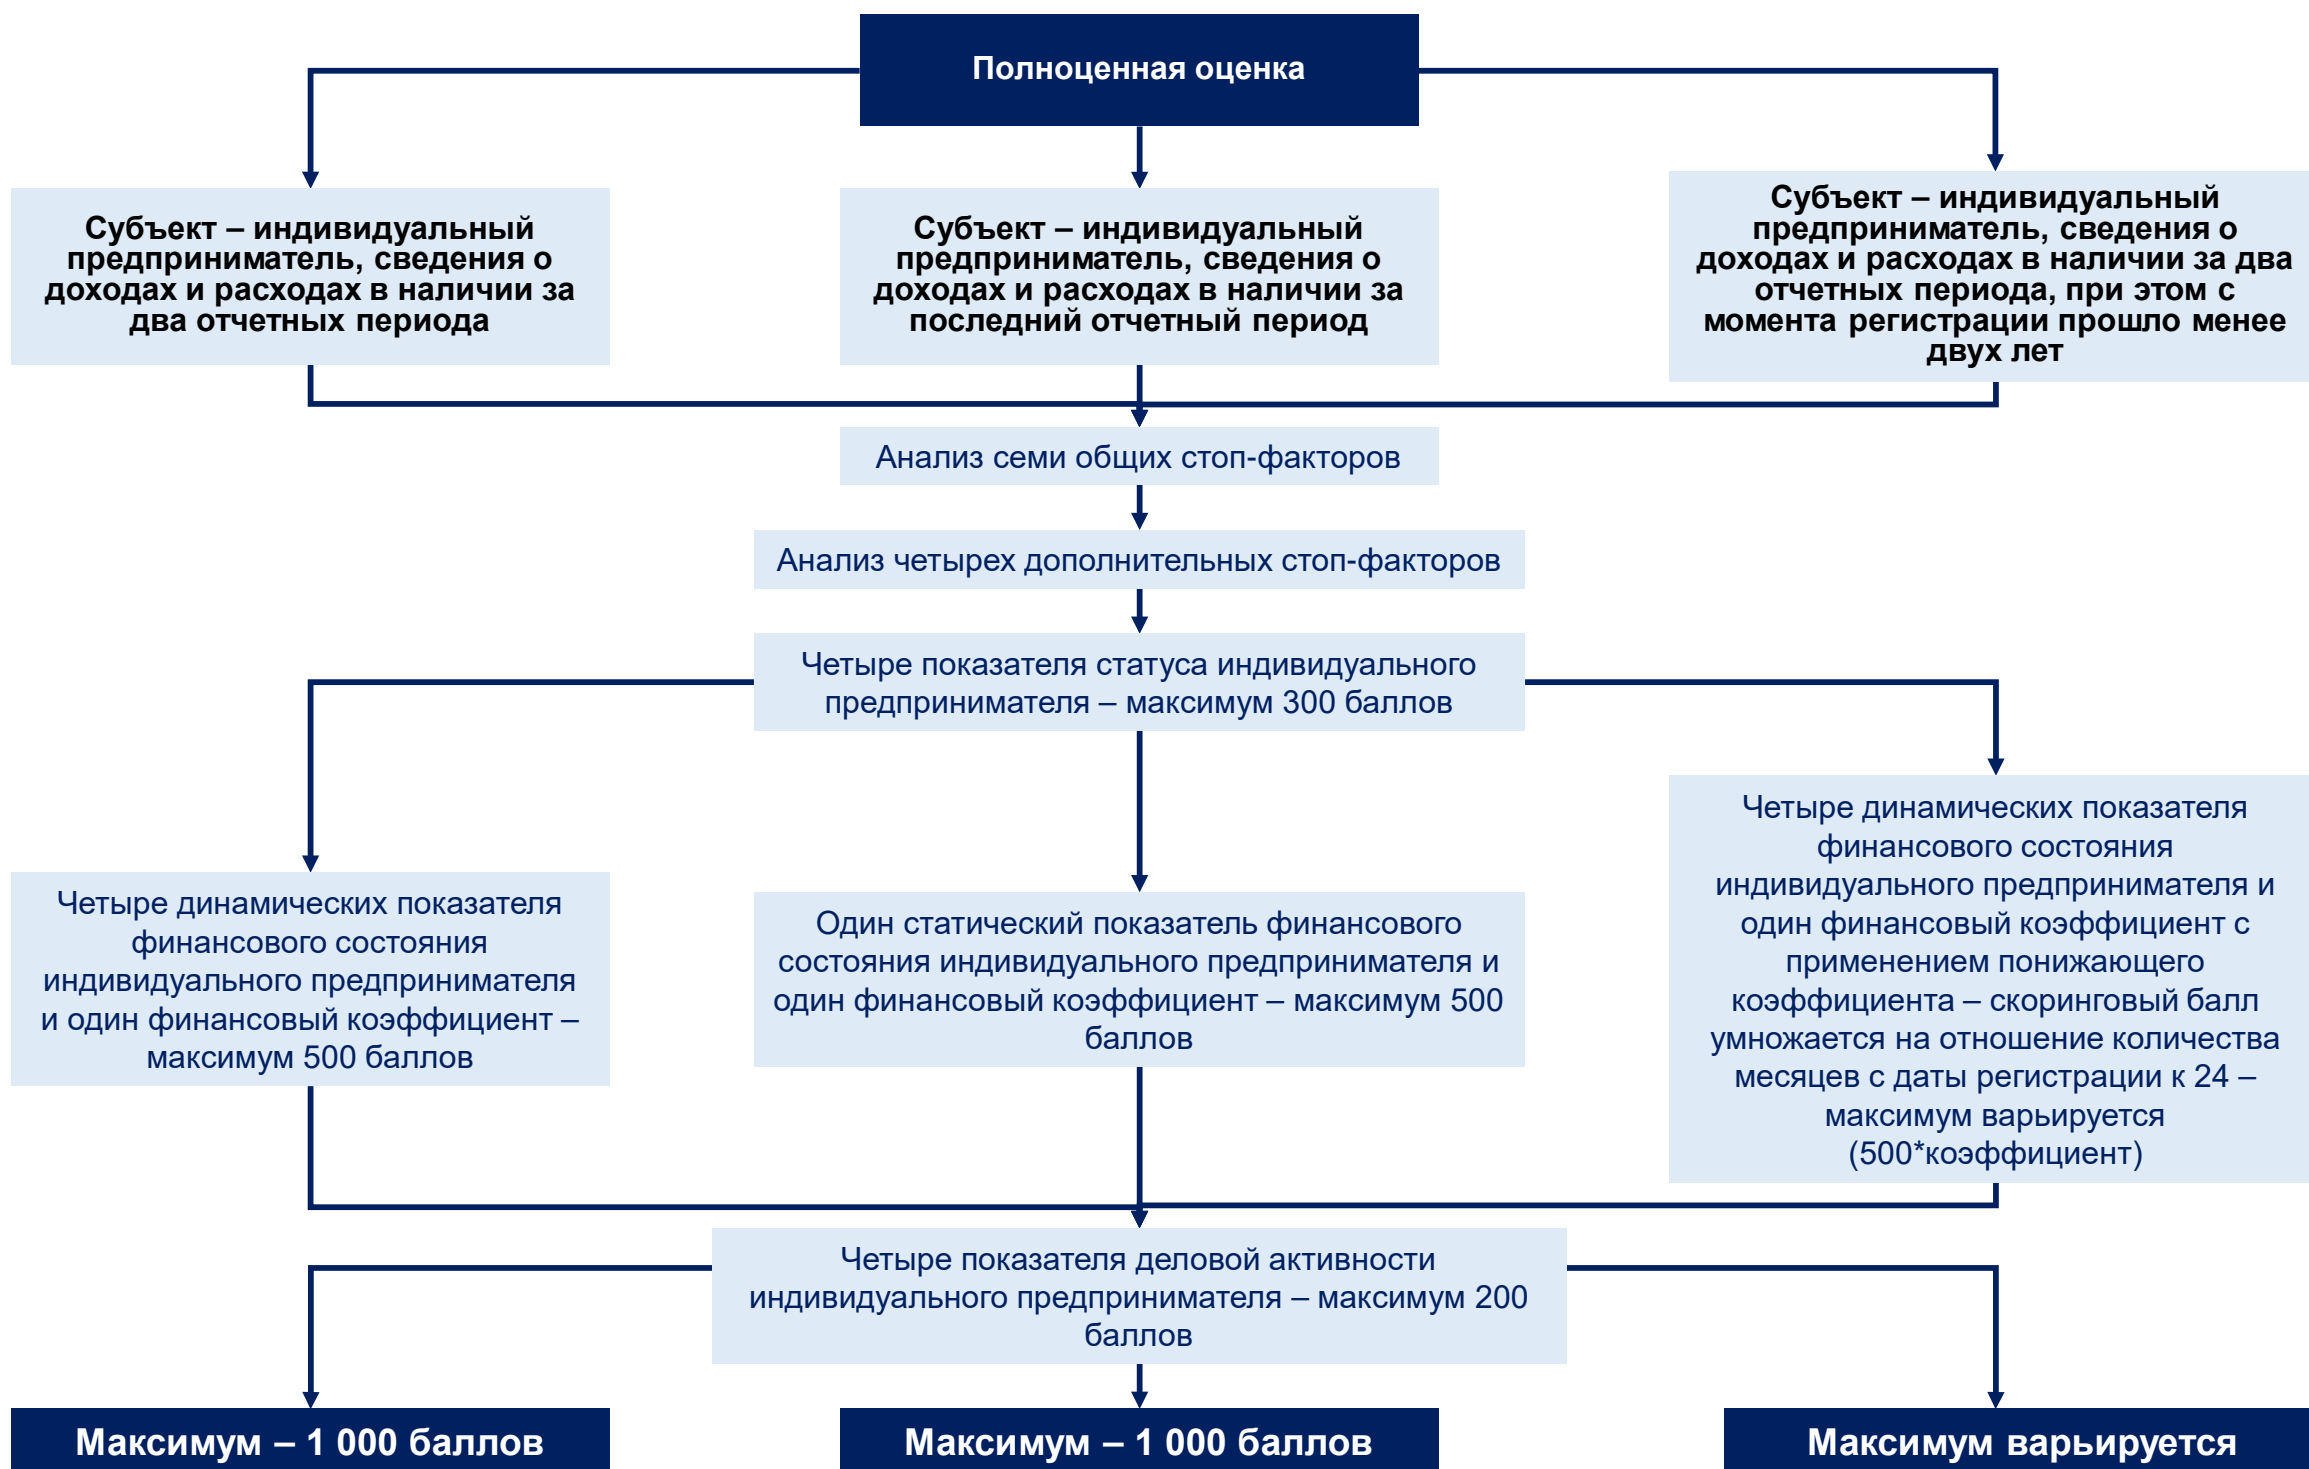 Полноценная оценка
Субъект – индивидуальный
предприниматель, сведения о
доходах и расходах в наличии за
два отчетных периода
Субъект – индивидуальный
предприниматель, сведения о
доходах и расходах в наличии за
последний отчетный период
Субъект – индивидуальный
предприниматель, сведения о
доходах и расходах в наличии за два
отчетных периода, при этом с
момента регистрации прошло менее
двух лет
Анализ семи общих стоп-факторов
Анализ четырех дополнительных стоп-факторов
Четыре показателя статуса индивидуального
предпринимателя – максимум 300 баллов
Четыре динамических показателя
финансового состояния
индивидуального предпринимателя
и один финансовый коэффициент –
максимум 500 баллов
Один статический показатель финансового
состояния индивидуального предпринимателя и
один финансовый коэффициент – максимум 500
баллов
Четыре динамических показателя
финансового состояния
индивидуального предпринимателя и
один финансовый коэффициент с
применением понижающего
коэффициента – скоринговый балл
умножается на отношение количества
месяцев с даты регистрации к 24 –
максимум варьируется
(500*коэффициент)
Четыре показателя деловой активности
индивидуального предпринимателя – максимум 200
баллов
Максимум – 1 000 баллов
Максимум – 1 000 баллов
Максимум варьируется